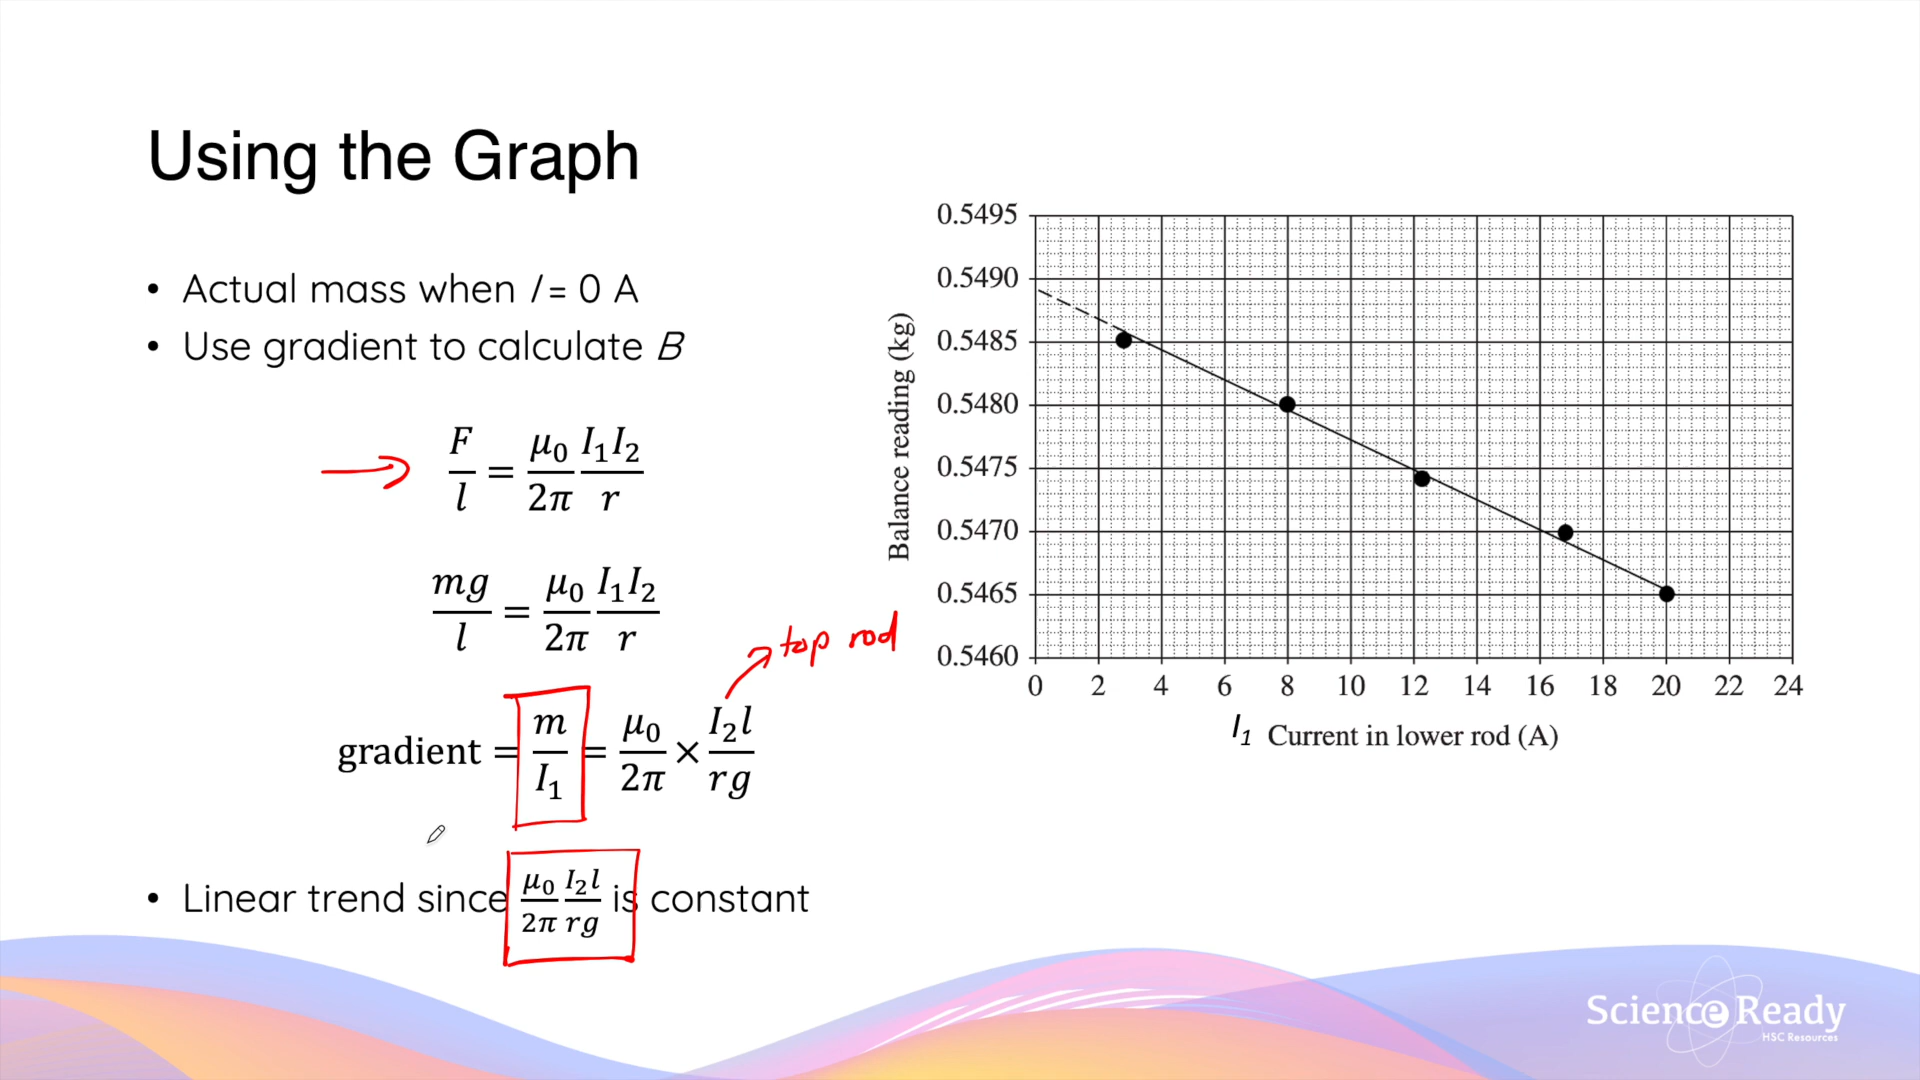 Using the Graph
• Actual mass when I = 0 A
• Use gradient to calculate B
F/l = μ₀/2π I₁I₂/r
mg/l = μ₀/2π I₁I₂/r
top rod
gradient = m/I₁ = μ₀/2π × I₂l/rg
• Linear trend since μ₀/2π I₂l/rg is constant
Balance reading (kg)
0.5495
0.5490
0.5485
0.5480
0.5475
0.5470
0.5465
0.5460
0 2 4 6 8 10 12 14 16 18 20 22 24
I₁ Current in lower rod (A)
Science Ready
HSC Resources